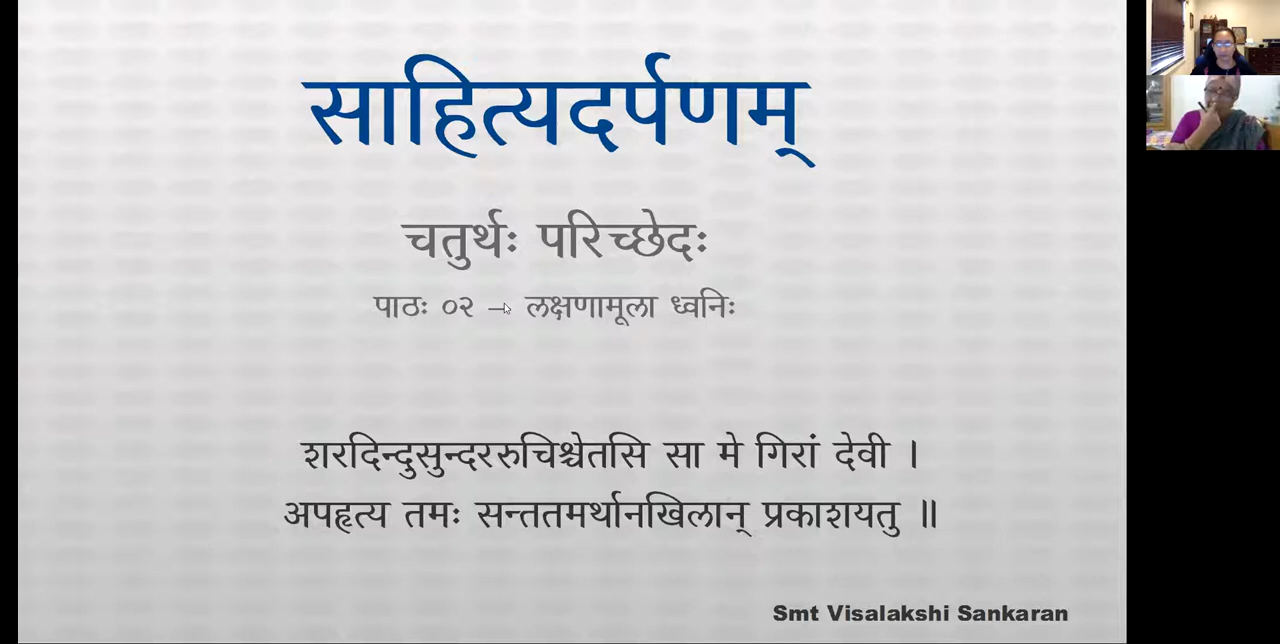 साहित्यदर्पणम्
चतुर्थः परिच्छेदः
पाठः ०२ → लक्षणामूला ध्वनिः
शरदिन्दुसुन्दररुचिश्चेतसि सा मे गिरां देवी ।
अपहृत्य तमः सन्ततमर्थानखिलान् प्रकाशयतु ॥
Smt Visalakshi Sankaran